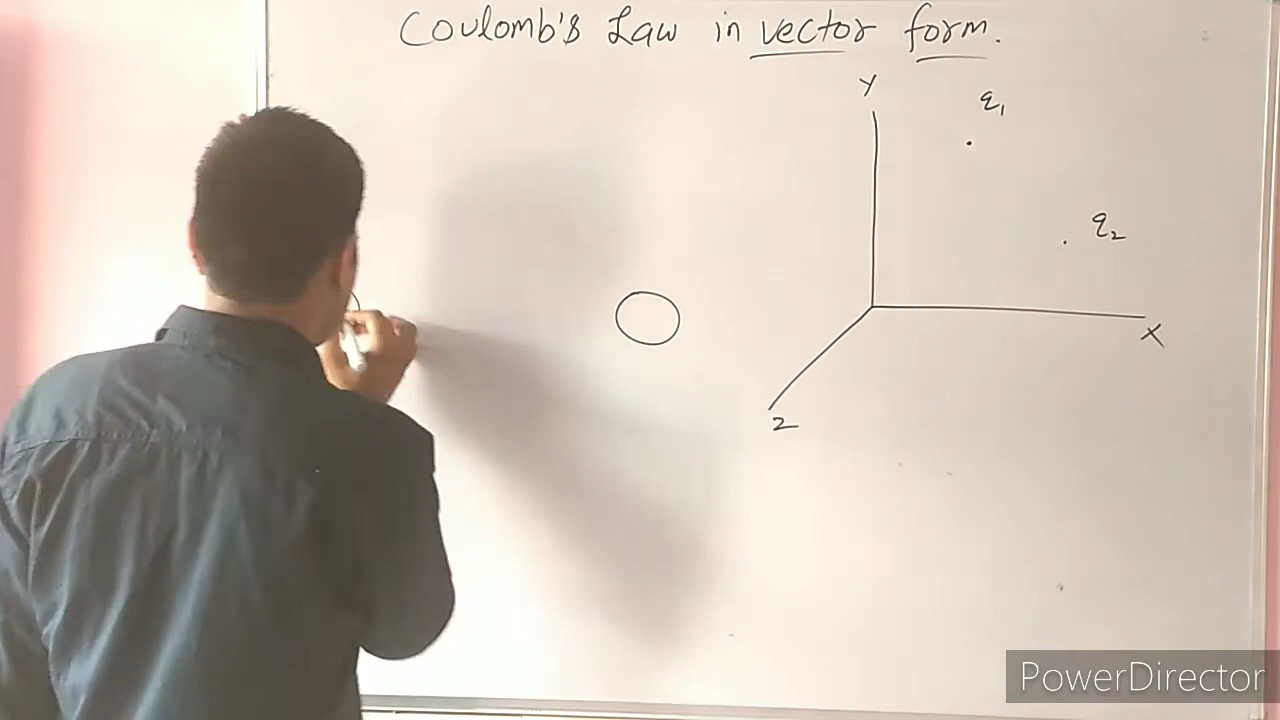 Coulomb's Law in vector form.
Y
q₁
q₂
X
Z
PowerDirector